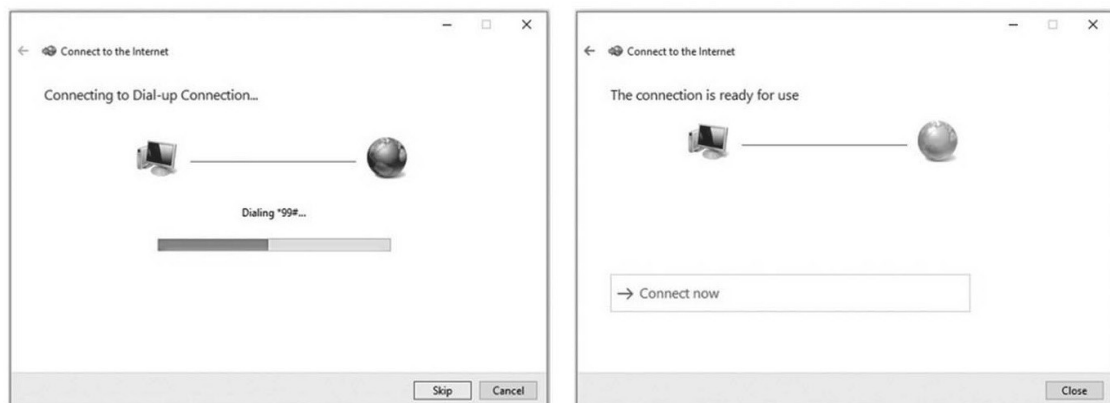 Connect to the Internet
Connecting to Dial-up Connection...
Dialing *99#...
Skip
Cancel
Connect to the Internet
The connection is ready for use
Connect now
Close